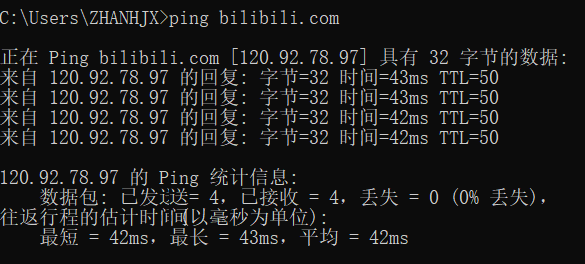 C:\Users\ZHANHJX>ping bilibili.com
正在 Ping bilibili.com [120.92.78.97] 具有 32 字节的数据:
来自 120.92.78.97 的回复: 字节=32 时间=43ms TTL=50
来自 120.92.78.97 的回复: 字节=32 时间=43ms TTL=50
来自 120.92.78.97 的回复: 字节=32 时间=42ms TTL=50
来自 120.92.78.97 的回复: 字节=32 时间=42ms TTL=50
120.92.78.97 的 Ping 统计信息:
数据包: 已发送= 4，已接收 = 4，丢失 = 0 (0% 丢失)，
往返行程的估计时间(以毫秒为单位):
最短 = 42ms，最长 = 43ms，平均 = 42ms